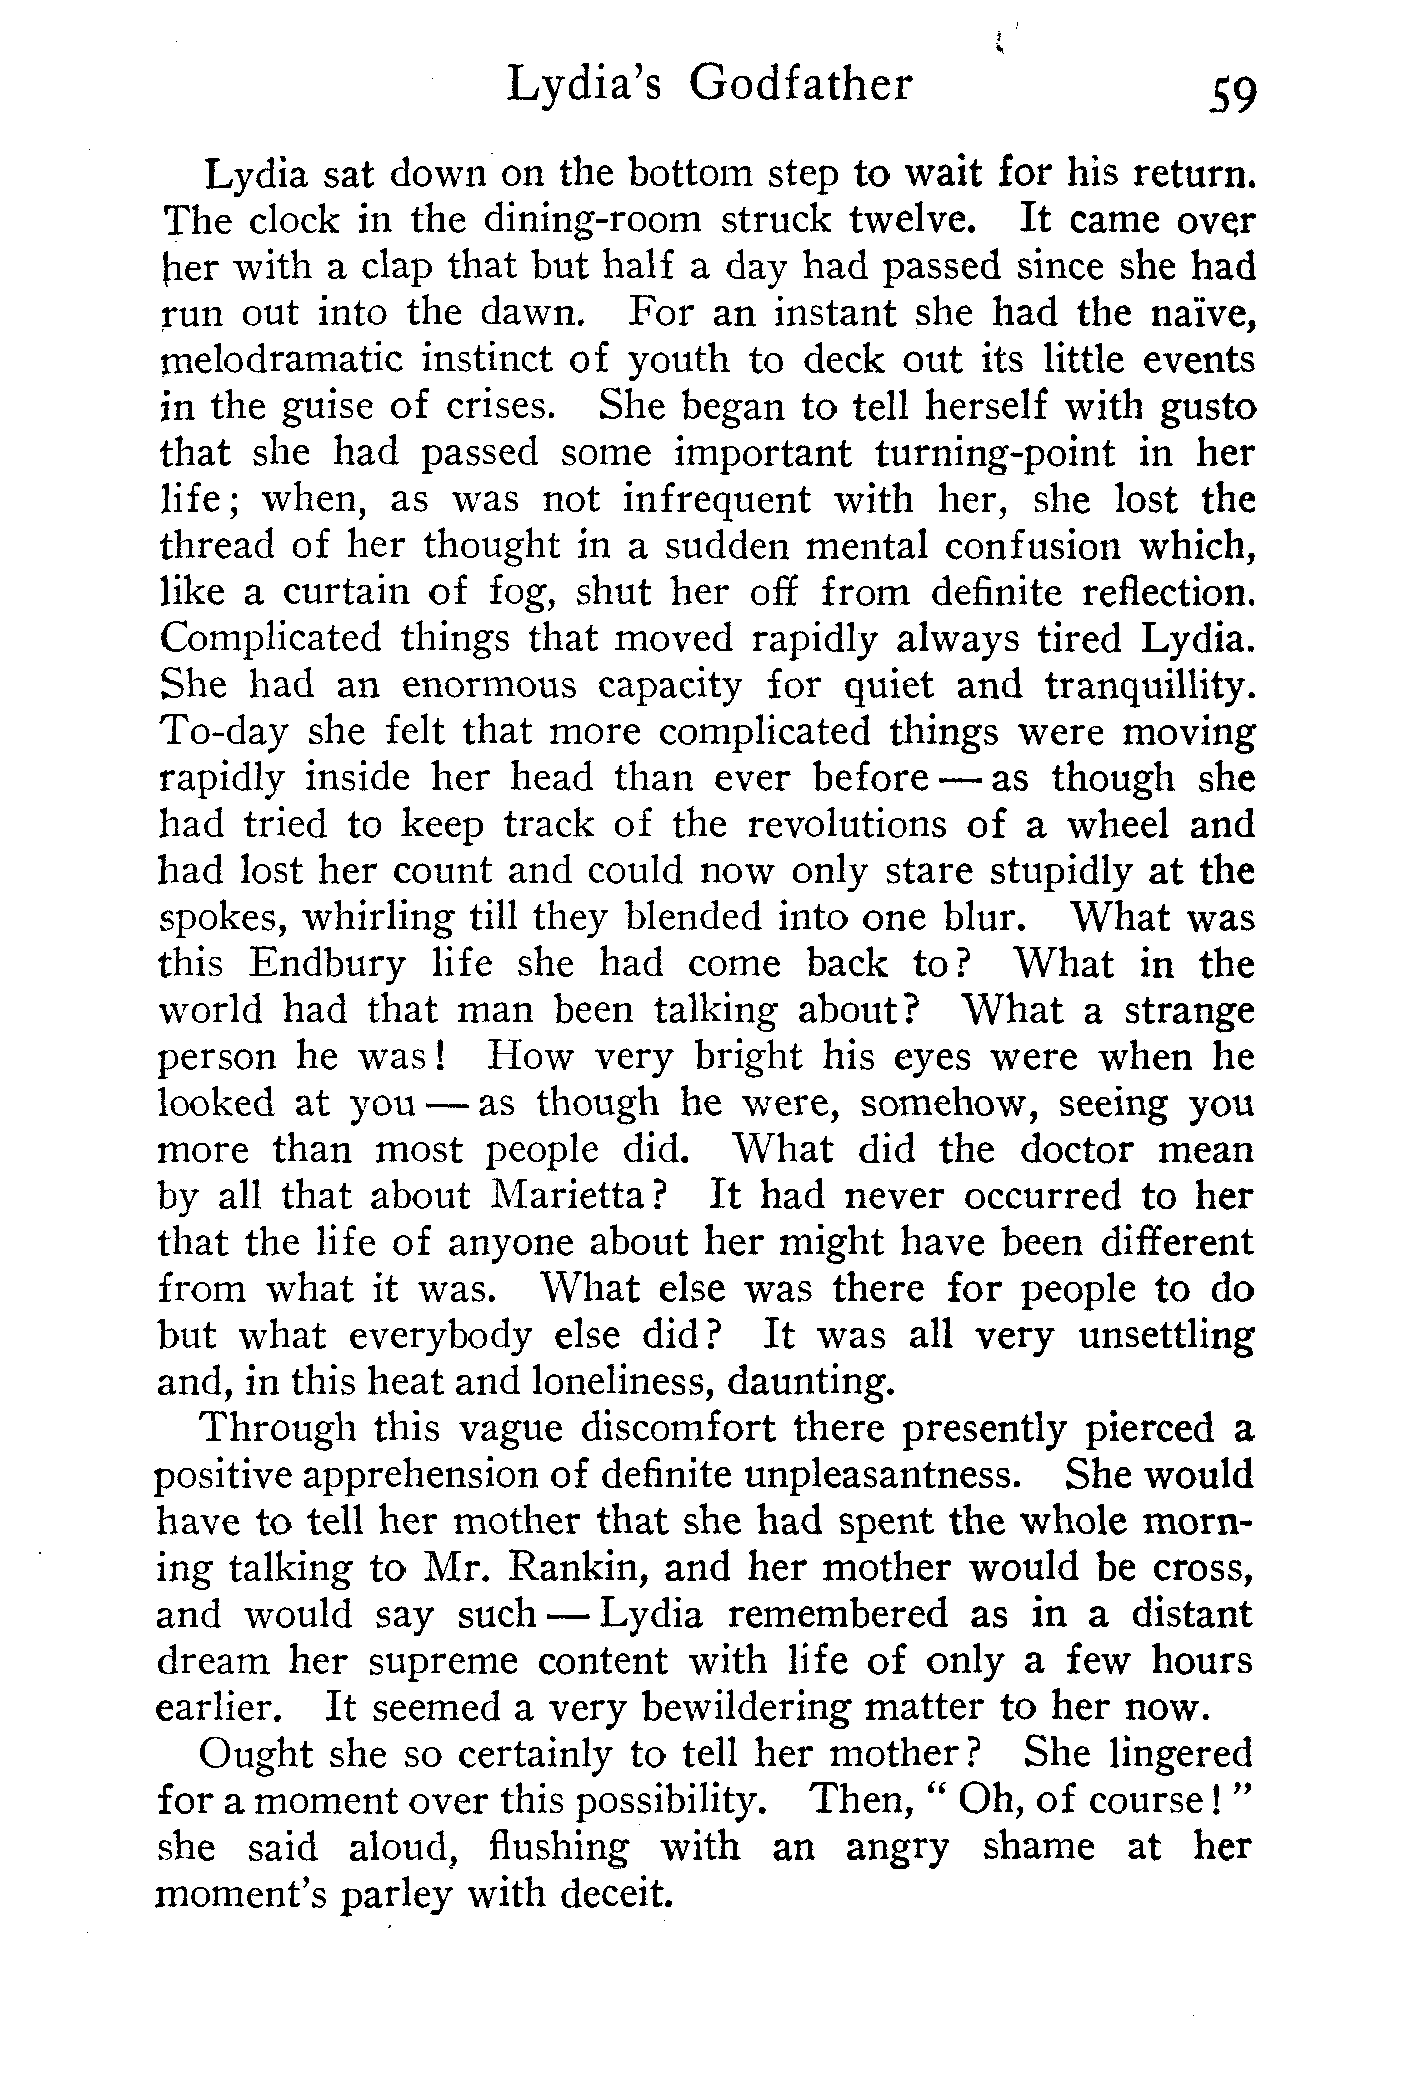 Lydia's Godfather 59
Lydia sat down on the bottom step to wait for his return.
The clock in the dining-room struck twelve. It came over
her with a clap that but half a day had passed since she had
run out into the dawn. For an instant she had the naïve,
melodramatic instinct of youth to deck out its little events
in the guise of crises. She began to tell herself with gusto
that she had passed some important turning-point in her
life; when, as was not infrequent with her, she lost the
thread of her thought in a sudden mental confusion which,
like a curtain of fog, shut her off from definite reflection.
Complicated things that moved rapidly always tired Lydia.
She had an enormous capacity for quiet and tranquillity.
To-day she felt that more complicated things were moving
rapidly inside her head than ever before — as though she
had tried to keep track of the revolutions of a wheel and
had lost her count and could now only stare stupidly at the
spokes, whirling till they blended into one blur. What was
this Endbury life she had come back to? What in the
world had that man been talking about? What a strange
person he was! How very bright his eyes were when he
looked at you — as though he were, somehow, seeing you
more than most people did. What did the doctor mean
by all that about Marietta? It had never occurred to her
that the life of anyone about her might have been different
from what it was. What else was there for people to do
but what everybody else did? It was all very unsettling
and, in this heat and loneliness, daunting.
Through this vague discomfort there presently pierced a
positive apprehension of definite unpleasantness. She would
have to tell her mother that she had spent the whole morn-
ing talking to Mr. Rankin, and her mother would be cross,
and would say such — Lydia remembered as in a distant
dream her supreme content with life of only a few hours
earlier. It seemed a very bewildering matter to her now.
Ought she so certainly to tell her mother? She lingered
for a moment over this possibility. Then, " Oh, of course! "
she said aloud, flushing with an angry shame at her
moment's parley with deceit.